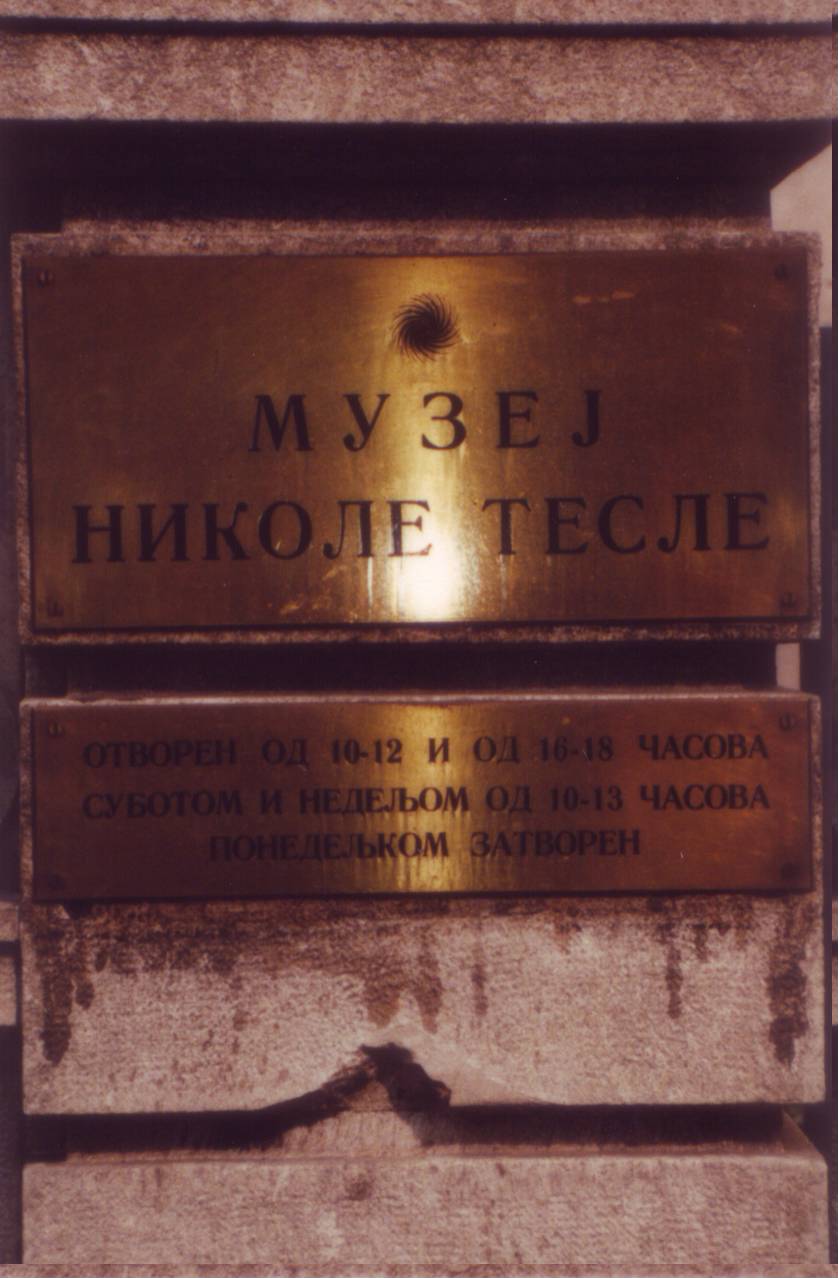 МУЗЕЈ
НИКОЛЕ ТЕСЛЕ
ОТВОРЕН ОД 10-12 И ОД 16-18 ЧАСОВА
СУБОТОМ И НЕДЕЉОМ ОД 10-13 ЧАСОВА
ПОНЕДЕЉКОМ ЗАТВОРЕН